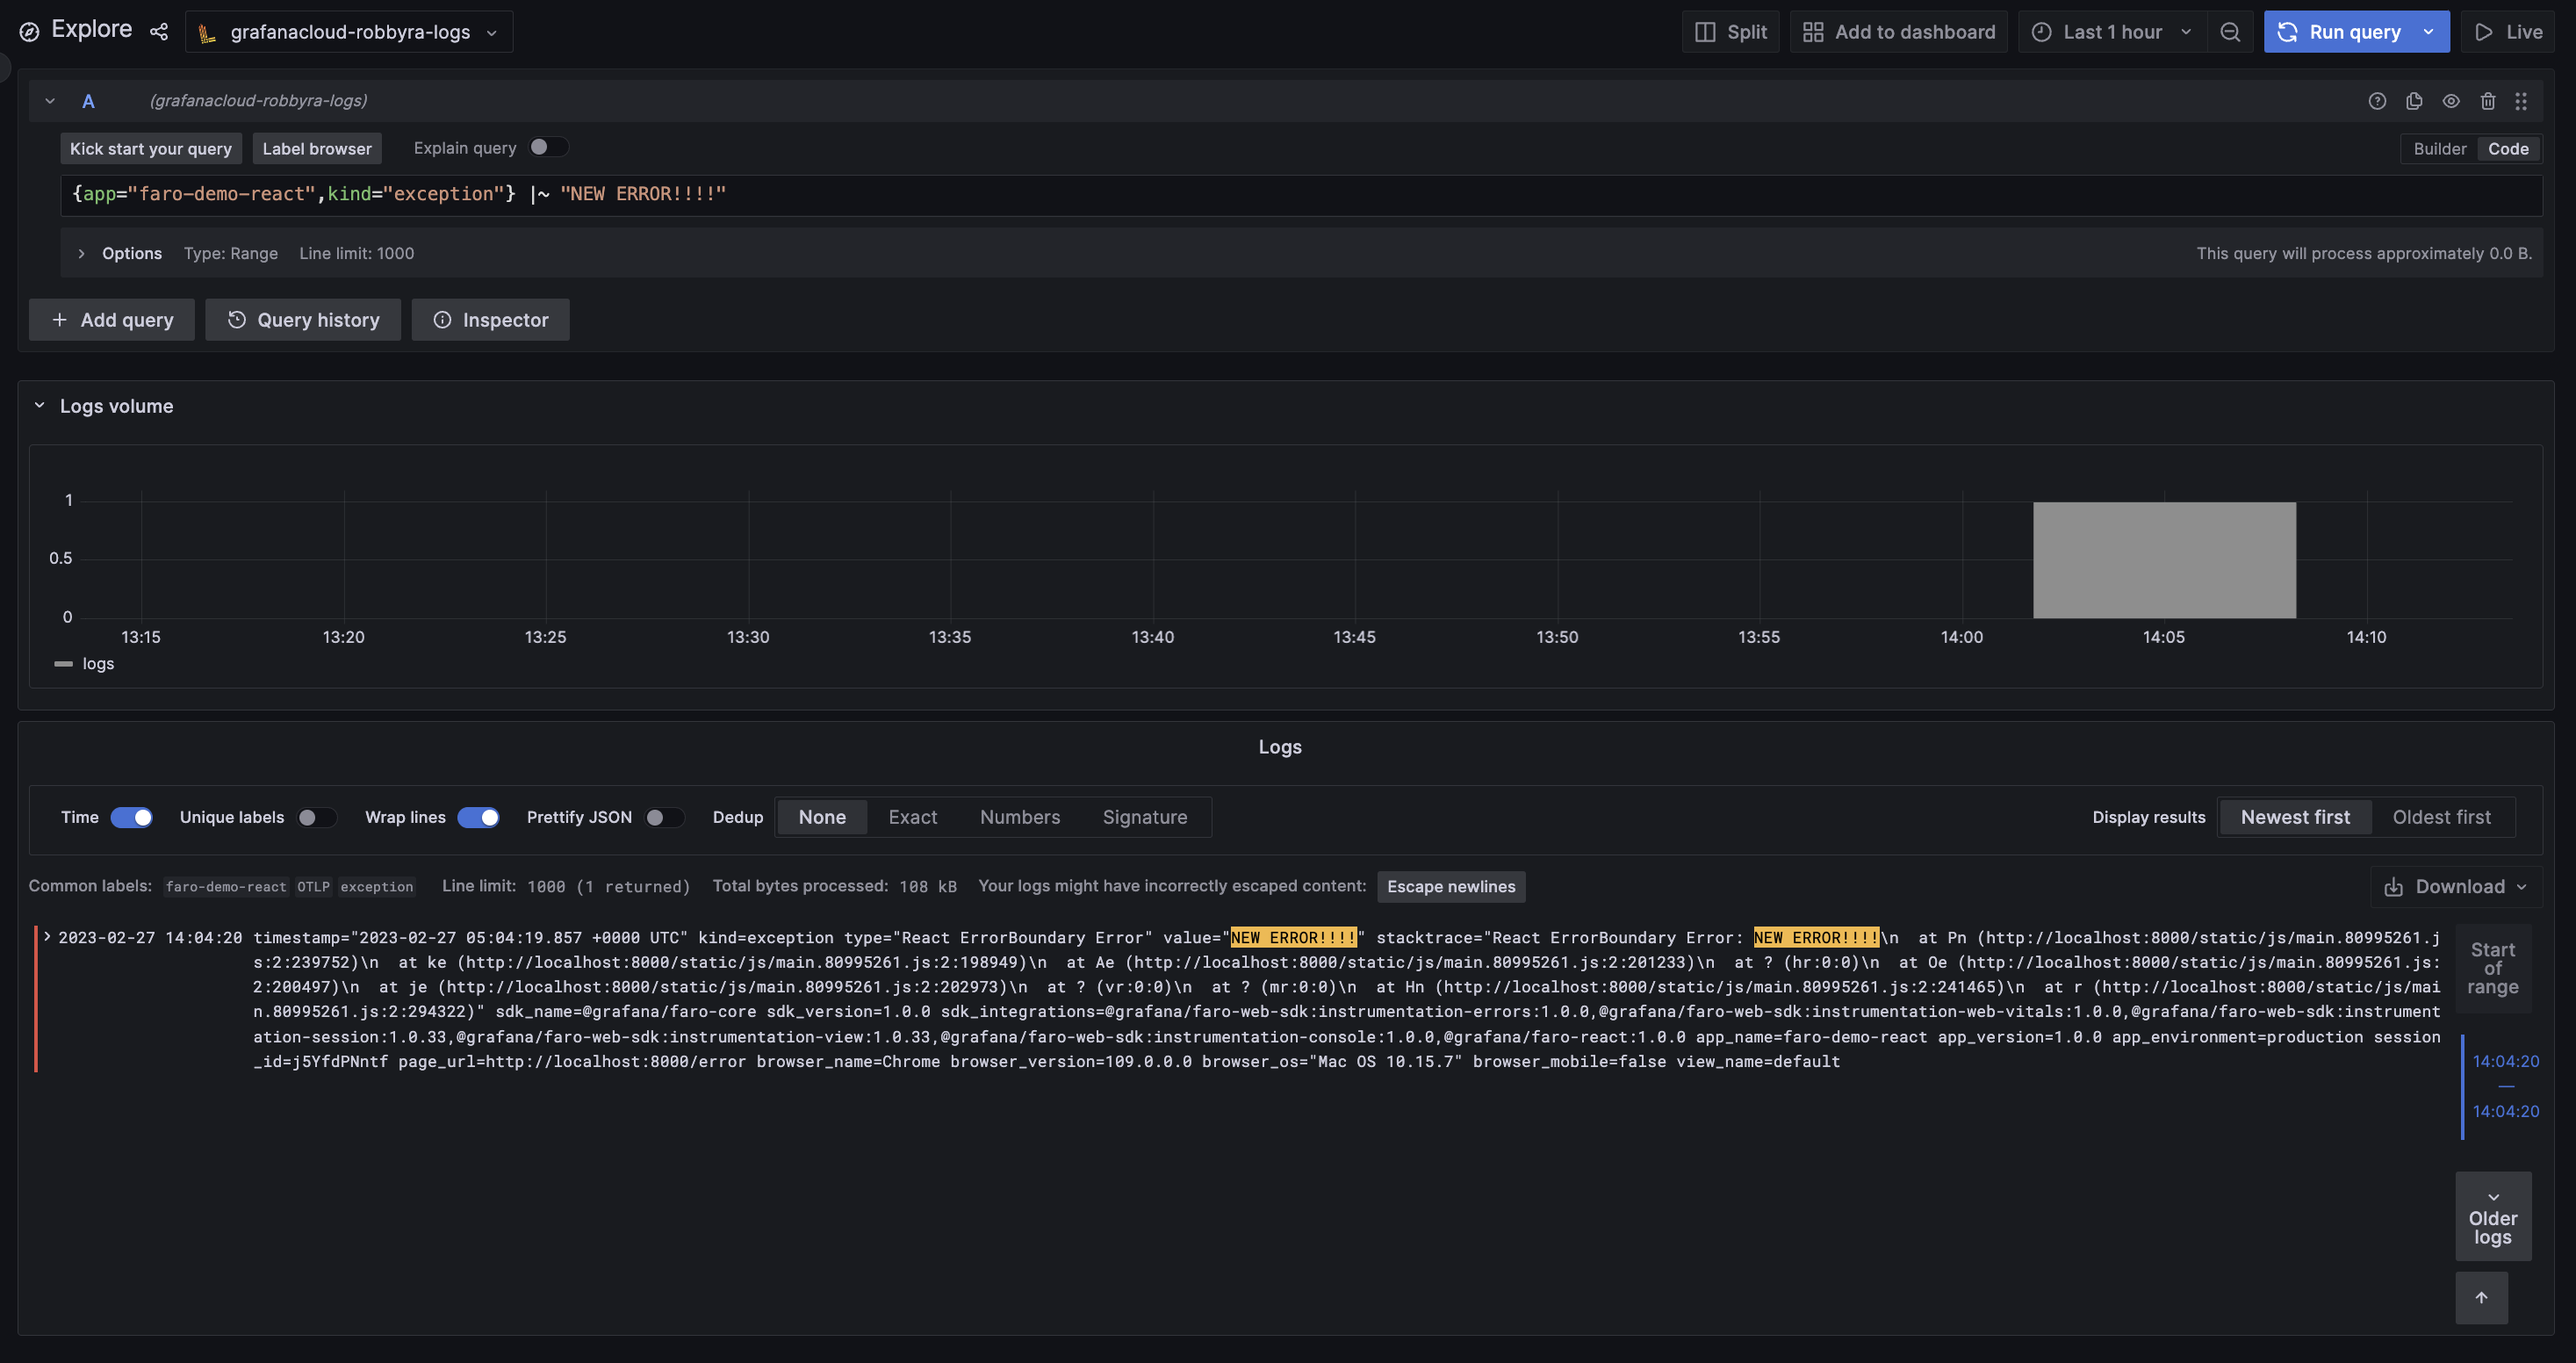 Explore grafanacloud-robbyra-logs Split Add to dashboard Last 1 hour Run query Live
A (grafanacloud-robbyra-logs)
Kick start your query Label browser Explain query Builder Code
{app="faro-demo-react",kind="exception"} |~ "NEW ERROR!!!!"
Options Type: Range Line limit: 1000 This query will process approximately 0.0 B.
+ Add query Query history Inspector
Logs volume
1
0.5
0
13:15 13:20 13:25 13:30 13:35 13:40 13:45 13:50 13:55 14:00 14:05 14:10
logs
Logs
Time Unique labels Wrap lines Prettify JSON Dedup None Exact Numbers Signature Display results Newest first Oldest first
Common labels: faro-demo-react OTLP exception Line limit: 1000 (1 returned) Total bytes processed: 108 kB Your logs might have incorrectly escaped content: Escape newlines Download
2023-02-27 14:04:20 timestamp="2023-02-27 05:04:19.857 +0000 UTC" kind=exception type="React ErrorBoundary Error" value="NEW ERROR!!!!" stacktrace="React ErrorBoundary Error: NEW ERROR!!!!\n  at Pn (http://localhost:8000/static/js/main.80995261.j
s:2:239752)\n  at ke (http://localhost:8000/static/js/main.80995261.js:2:198949)\n  at Ae (http://localhost:8000/static/js/main.80995261.js:2:201233)\n  at ? (hr:0:0)\n  at Oe (http://localhost:8000/static/js/main.80995261.js:
2:200497)\n  at je (http://localhost:8000/static/js/main.80995261.js:2:202973)\n  at ? (vr:0:0)\n  at ? (mr:0:0)\n  at Hn (http://localhost:8000/static/js/main.80995261.js:2:241465)\n  at r (http://localhost:8000/static/js/mai
n.80995261.js:2:294322)" sdk_name=@grafana/faro-core sdk_version=1.0.0 sdk_integrations=@grafana/faro-web-sdk:instrumentation-errors:1.0.0,@grafana/faro-web-sdk:instrumentation-web-vitals:1.0.0,@grafana/faro-web-sdk:instrument
ation-session:1.0.33,@grafana/faro-web-sdk:instrumentation-view:1.0.33,@grafana/faro-web-sdk:instrumentation-console:1.0.0,@grafana/faro-react:1.0.0 app_name=faro-demo-react app_version=1.0.0 app_environment=production session
_id=j5YfdPNntf page_url=http://localhost:8000/error browser_name=Chrome browser_version=109.0.0.0 browser_os="Mac OS 10.15.7" browser_mobile=false view_name=default
Start
of
range
14:04:20
—
14:04:20
Older
logs